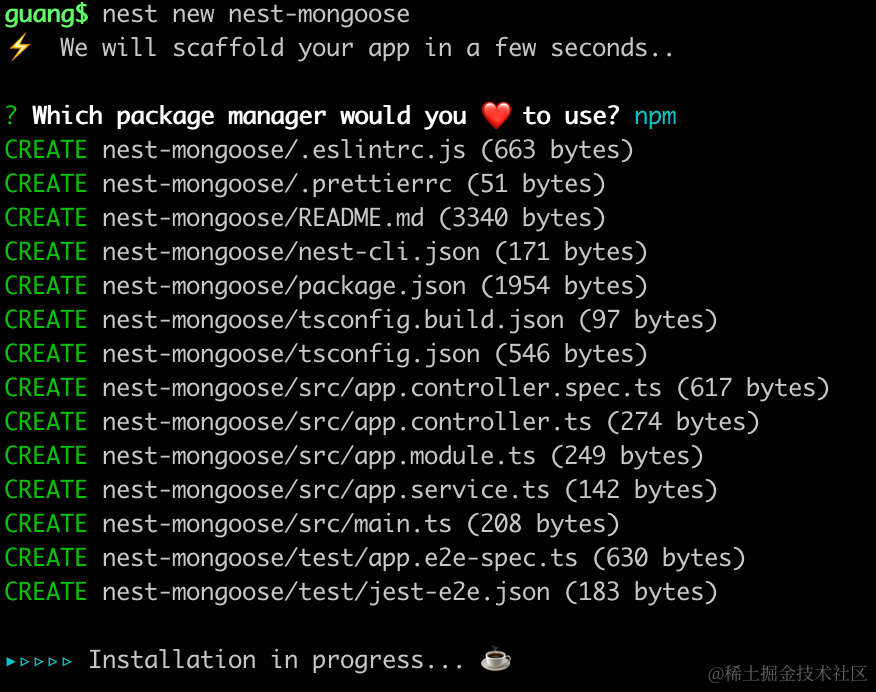 guang$ nest new nest-mongoose
⚡ We will scaffold your app in a few seconds..
? Which package manager would you ❤️ to use? npm
CREATE nest-mongoose/.eslintrc.js (663 bytes)
CREATE nest-mongoose/.prettierrc (51 bytes)
CREATE nest-mongoose/README.md (3340 bytes)
CREATE nest-mongoose/nest-cli.json (171 bytes)
CREATE nest-mongoose/package.json (1954 bytes)
CREATE nest-mongoose/tsconfig.build.json (97 bytes)
CREATE nest-mongoose/tsconfig.json (546 bytes)
CREATE nest-mongoose/src/app.controller.spec.ts (617 bytes)
CREATE nest-mongoose/src/app.controller.ts (274 bytes)
CREATE nest-mongoose/src/app.module.ts (249 bytes)
CREATE nest-mongoose/src/app.service.ts (142 bytes)
CREATE nest-mongoose/src/main.ts (208 bytes)
CREATE nest-mongoose/test/app.e2e-spec.ts (630 bytes)
CREATE nest-mongoose/test/jest-e2e.json (183 bytes)
▸▹▹▹▹ Installation in progress... ☕
@稀土掘金技术社区